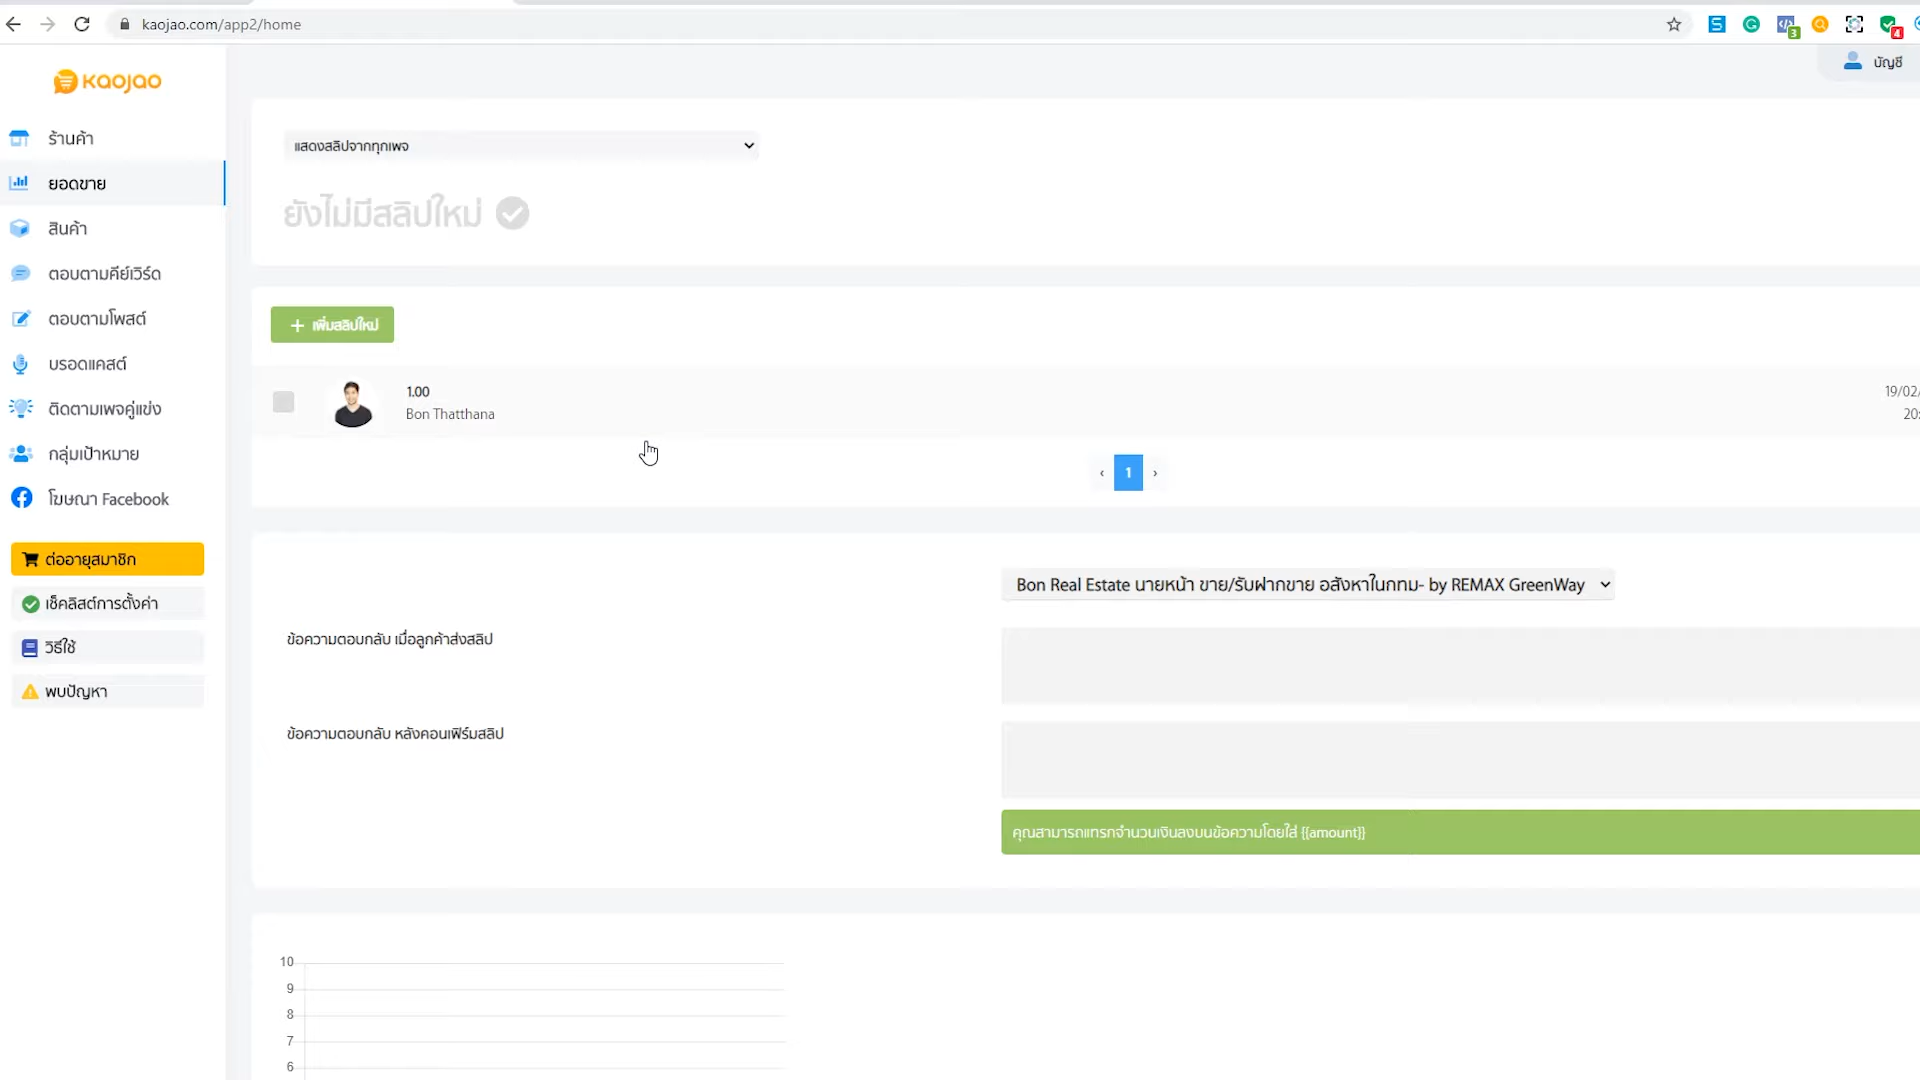 kaojao.com/app2/home
3
4
kaojao
บัญชี
ร้านค้า
ยอดขาย
สินค้า
ตอบตามคีย์เวิร์ด
ตอบตามโพสต์
บรอดแคสต์
ติดตามเพจคู่แข่ง
กลุ่มเป้าหมาย
โฆษณา Facebook
ต่ออายุสมาชิก
เช็คลิสต์การตั้งค่า
วิธีใช้
พบปัญหา
แสดงสลิปจากทุกเพจ
ยังไม่มีสลิปใหม่
+ เพิ่มสลิปใหม่
1.00
Bon Thatthana
19/02/
20:
‹ 1 ›
Bon Real Estate นายหน้า ขาย/รับฝากขาย อสังหาในกทม- by REMAX GreenWay
ข้อความตอบกลับ เมื่อลูกค้าส่งสลิป
ข้อความตอบกลับ หลังคอนเฟิร์มสลิป
คุณสามารถแทรกจำนวนเงินลงบนข้อความโดยใส่ {{amount}}
10
9
8
7
6